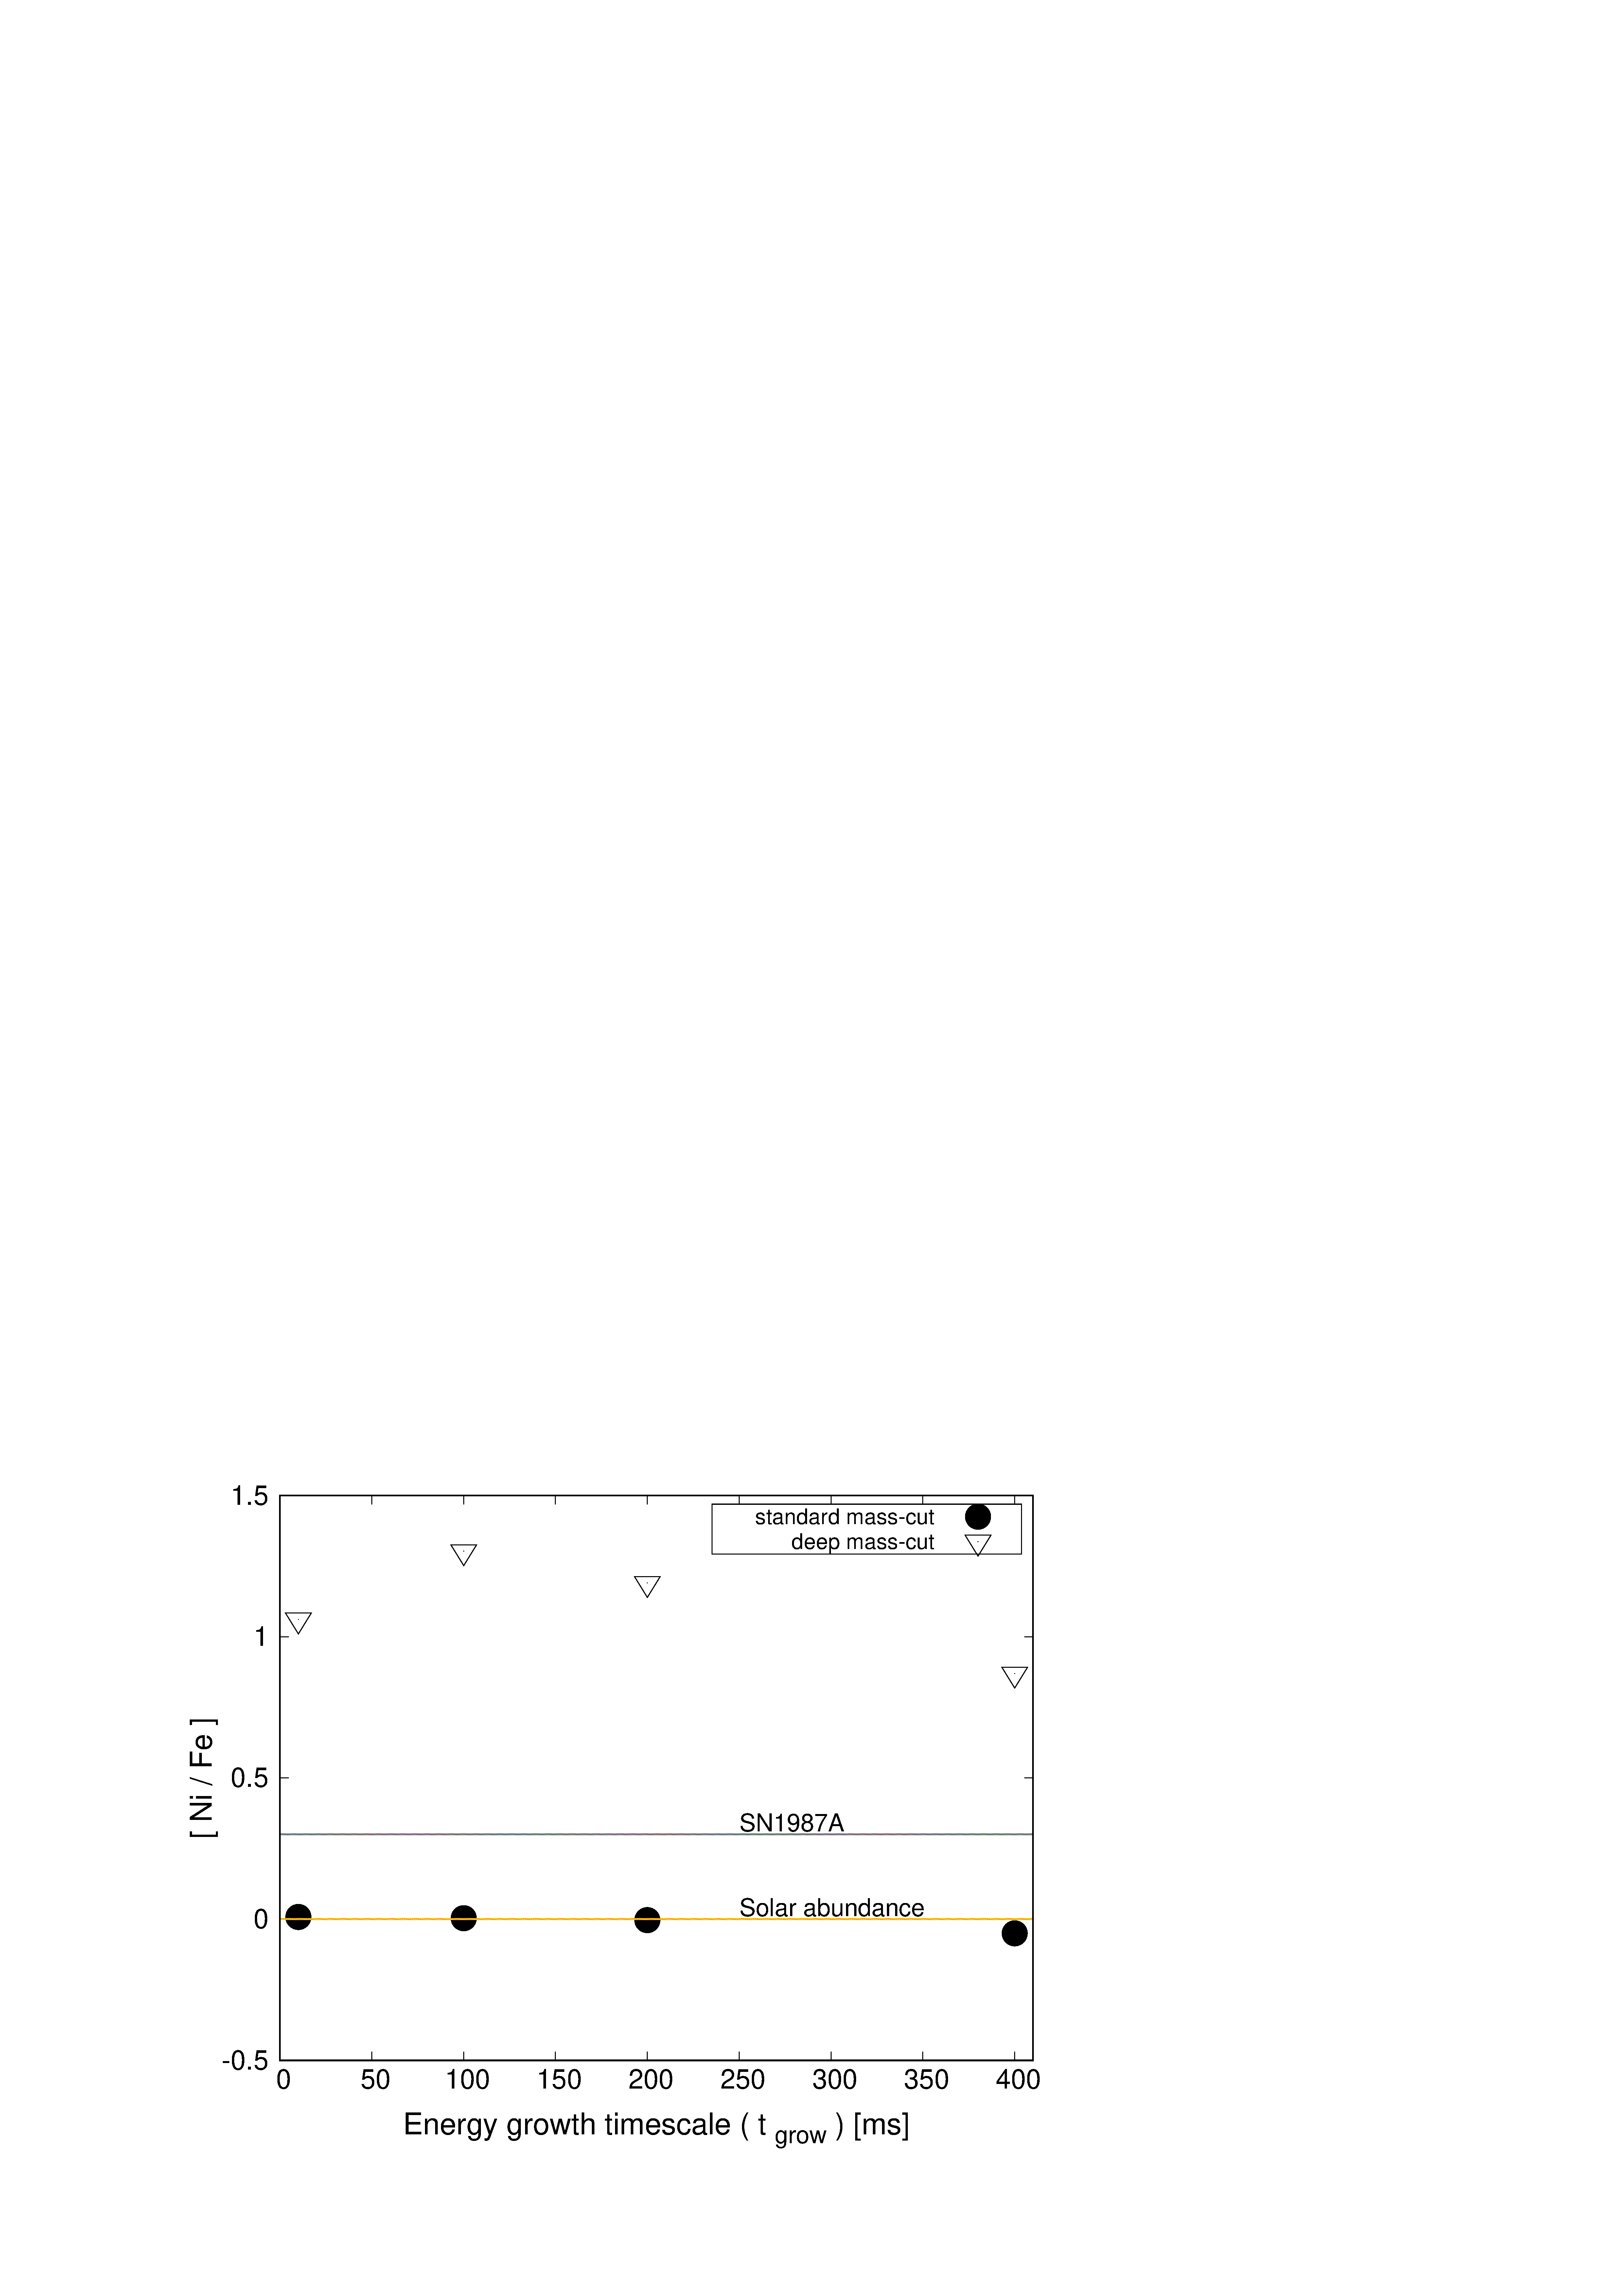 1.5
standard mass-cut
deep mass-cut
1
[ Ni / Fe ]
0.5
SN1987A
Solar abundance
0
-0.5
0 50 100 150 200 250 300 350 400
Energy growth timescale ( t grow ) [ms]